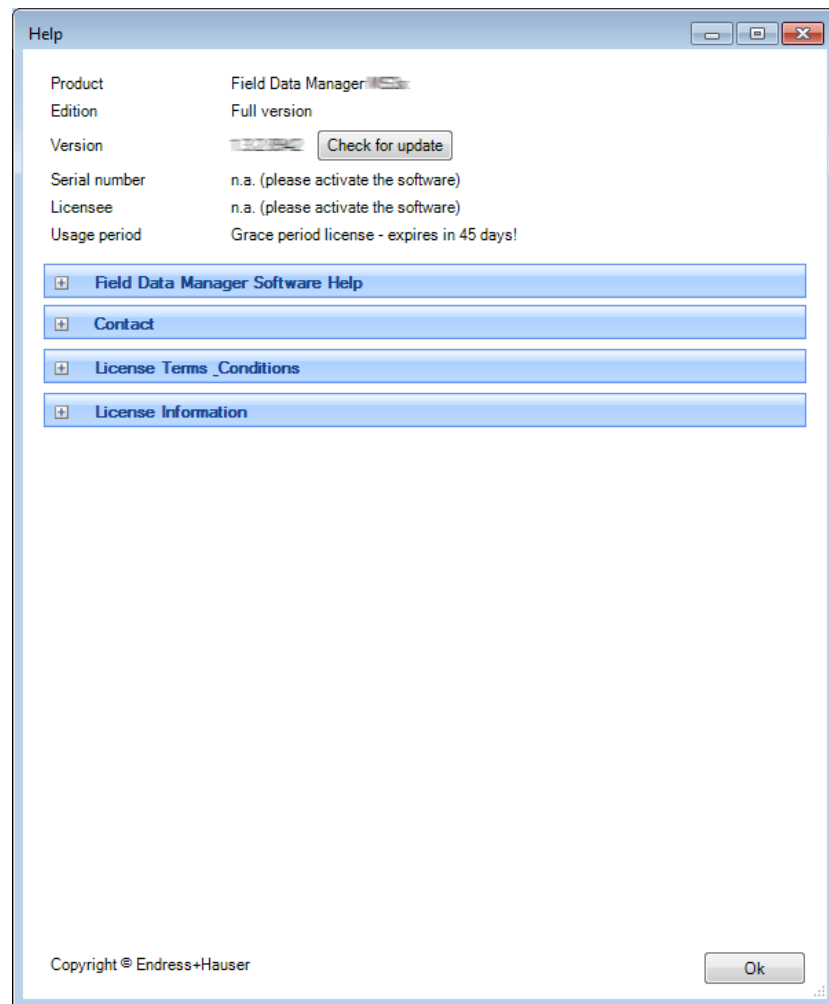 Help
Product Field Data Manager
Edition Full version
Version Check for update
Serial number n.a. (please activate the software)
Licensee n.a. (please activate the software)
Usage period Grace period license - expires in 45 days!
Field Data Manager Software Help
Contact
License Terms _Conditions
License Information
Copyright © Endress+Hauser
Ok